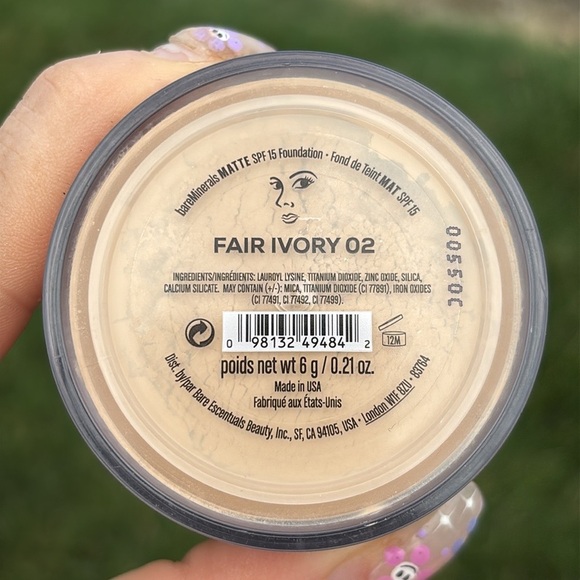 bareMinerals MATTE SPF 15 Foundation • Fond de Teint MAT SPF 15
FAIR IVORY 02
INGREDIENTS/INGRÉDIENTS: LAUROYL LYSINE, TITANIUM DIOXIDE, ZINC OXIDE, SILICA,
CALCIUM SILICATE. MAY CONTAIN (+/-): MICA, TITANIUM DIOXIDE (CI 77891), IRON OXIDES
(CI 77491, CI 77492, CI 77499).
0 98132 49484 2
12M
poids net wt 6 g / 0.21 oz.
Made in USA
Fabriqué aux États-Unis
Dist. by/par Bare Escentuals Beauty, Inc., SF, CA 94105, USA • London W1F 8ZU • 83764